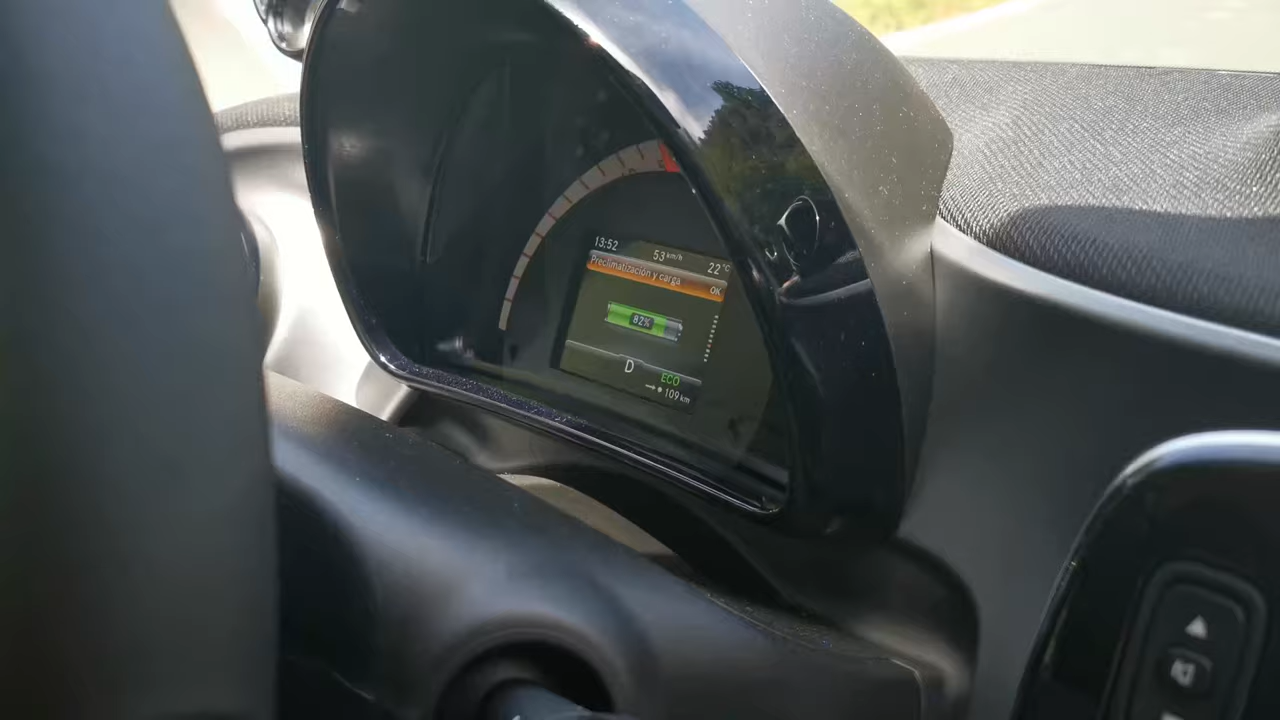 13:52
53 km/h
22 °C
Preclimatización y carga
OK
82%
D
ECO
109 km